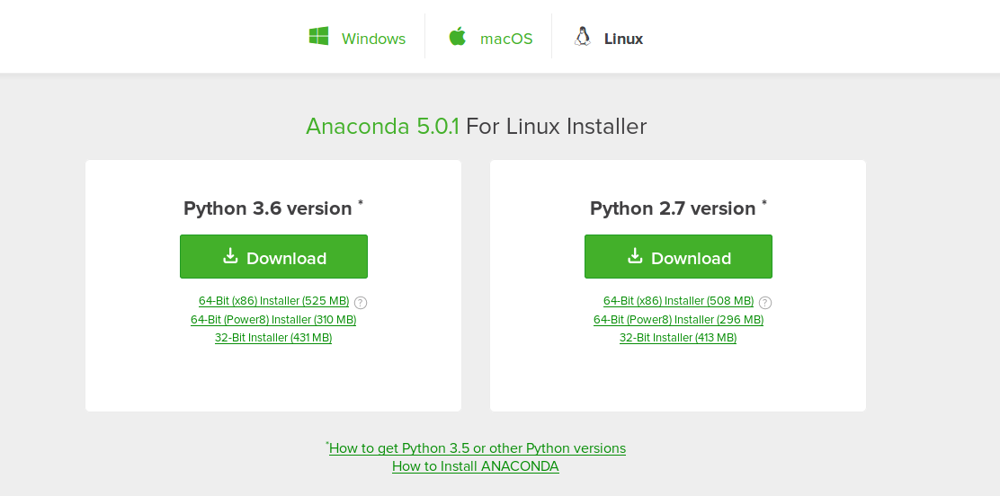 Windows
macOS
Linux
Anaconda 5.0.1 For Linux Installer
Python 3.6 version *
Download
64-Bit (x86) Installer (525 MB) ?
64-Bit (Power8) Installer (310 MB)
32-Bit Installer (431 MB)
Python 2.7 version *
Download
64-Bit (x86) Installer (508 MB) ?
64-Bit (Power8) Installer (296 MB)
32-Bit Installer (413 MB)
*How to get Python 3.5 or other Python versions
How to Install ANACONDA